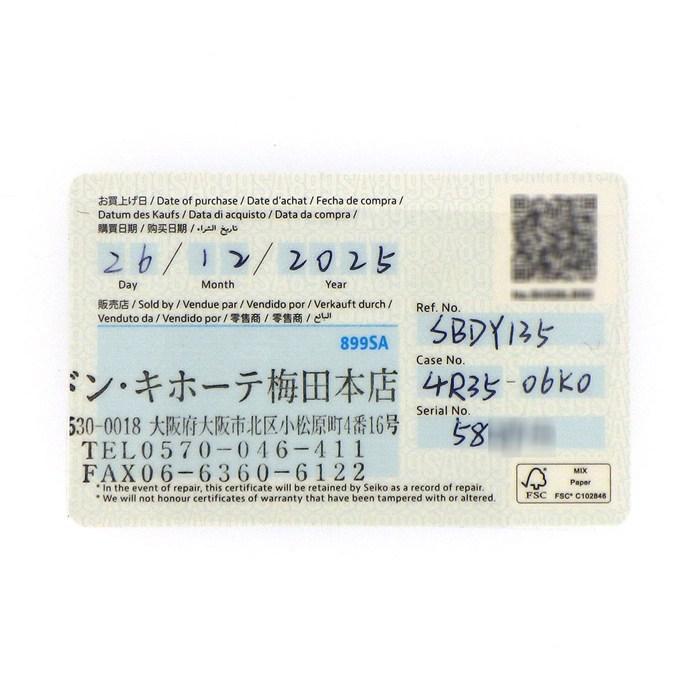 お買上げ日 / Date of purchase / Date d'achat / Fecha de compra /
Datum des Kaufs / Data di acquisto / Data da compra /
購買日期 / 购买日期 / تاريخ الشراء
26 / 12 / 2025
Day Month Year
販売店 / Sold by / Vendue par / Vendido por / Verkauft durch /
Venduto da / Vendido por / 零售商 / 零售商 / البائع
899SA
ドン・キホーテ梅田本店
530-0018 大阪府大阪市北区小松原町4番16号
TEL0570-046-411
FAX06-6360-6122
Ref. No.
SBDY135
Case No.
4R35-06K0
Serial No.
58
* In the event of repair, this certificate will be retained by Seiko as a record of repair.
* We will not honour certificates of warranty that have been tampered with or altered.
FSC
MIX
Paper
FSC® C102846